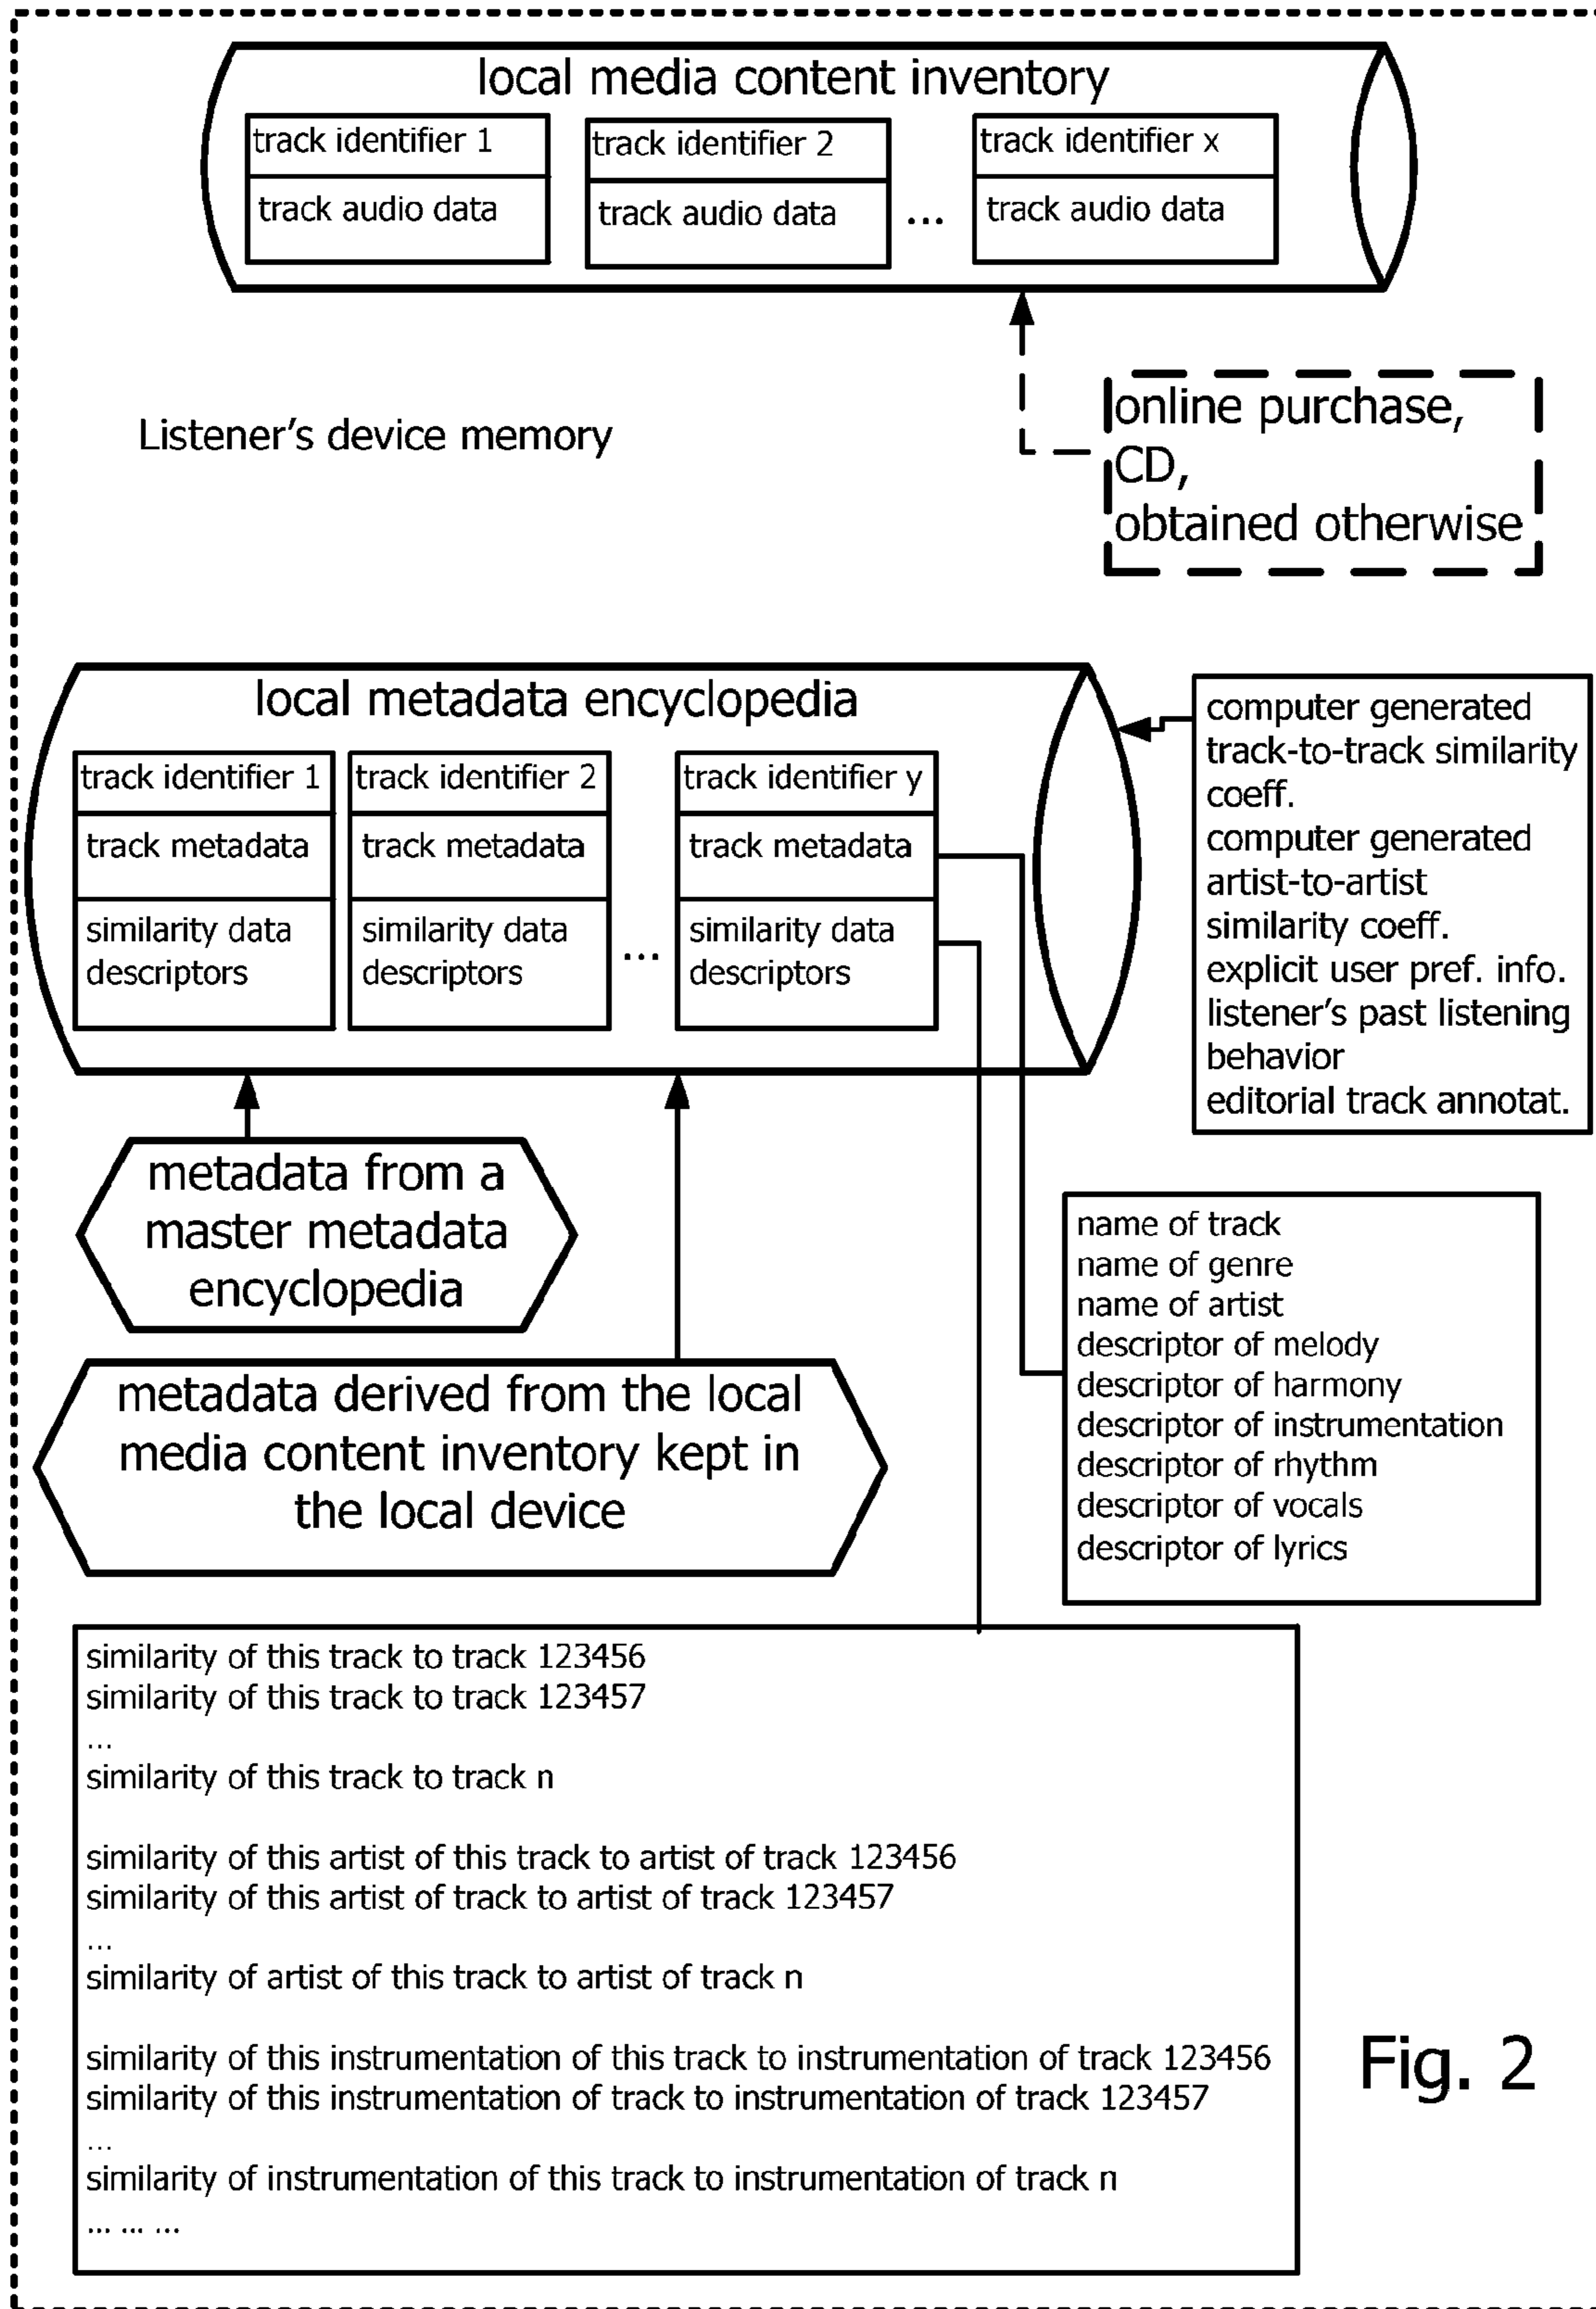 local media content inventory
track identifier 1
track audio data
track identifier 2
track audio data
...
track identifier x
track audio data
Listener's device memory
online purchase,
CD,
obtained otherwise
local metadata encyclopedia
track identifier 1
track metadata
similarity data
descriptors
track identifier 2
track metadata
similarity data
descriptors
...
track identifier y
track metadata
similarity data
descriptors
computer generated
track-to-track similarity
coeff.
computer generated
artist-to-artist
similarity coeff.
explicit user pref. info.
listener's past listening
behavior
editorial track annotat.
metadata from a
master metadata
encyclopedia
metadata derived from the local
media content inventory kept in
the local device
name of track
name of genre
name of artist
descriptor of melody
descriptor of harmony
descriptor of instrumentation
descriptor of rhythm
descriptor of vocals
descriptor of lyrics
similarity of this track to track 123456
similarity of this track to track 123457
...
similarity of this track to track n
similarity of this artist of this track to artist of track 123456
similarity of this artist of track to artist of track 123457
...
similarity of artist of this track to artist of track n
similarity of this instrumentation of this track to instrumentation of track 123456
similarity of this instrumentation of track to instrumentation of track 123457
...
similarity of instrumentation of this track to instrumentation of track n
... ... ...
Fig. 2